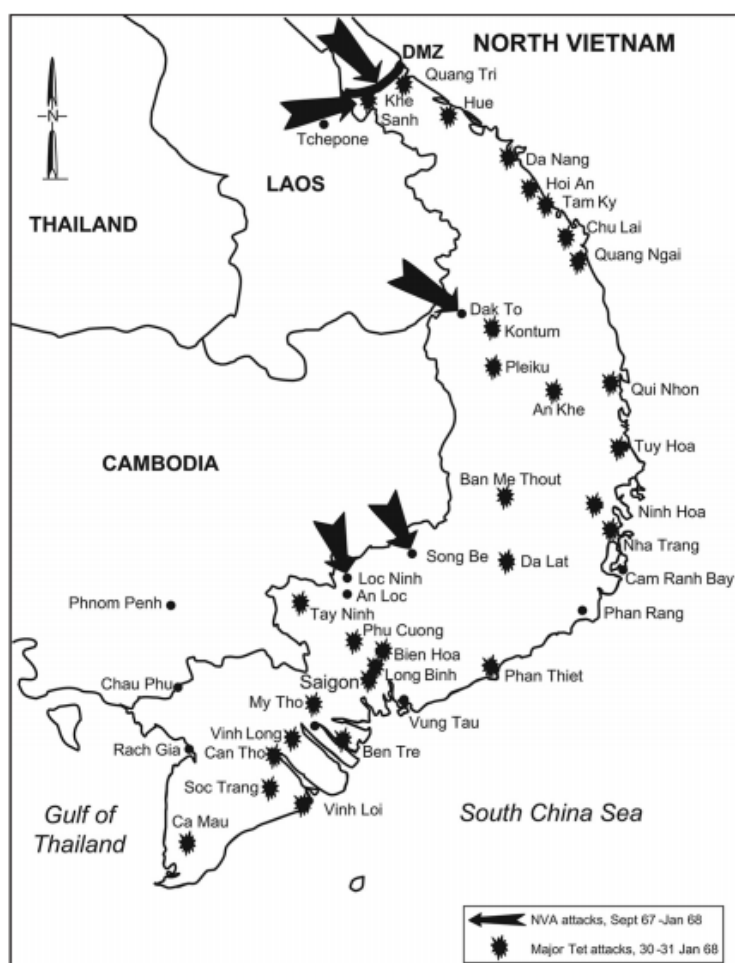 NORTH VIETNAM
DMZ
Quang Tri
Khe
Sanh
Hue
Tchepone
N
Da Nang
LAOS
Hoi An
Tam Ky
THAILAND
Chu Lai
Quang Ngai
Dak To
Kontum
Pleiku
Qui Nhon
An Khe
Tuy Hoa
CAMBODIA
Ban Me Thout
Ninh Hoa
Nha Trang
Song Be
Da Lat
Loc Ninh
Cam Ranh Bay
An Loc
Phnom Penh
Tay Ninh
Phan Rang
Phu Cuong
Bien Hoa
Long Binh
Saigon
Phan Thiet
Chau Phu
My Tho
Vung Tau
Vinh Long
Rach Gia
Can Tho
Ben Tre
Soc Trang
Vinh Loi
Gulf of
Thailand
South China Sea
Ca Mau
NVA attacks, Sept 67 -Jan 68
Major Tet attacks, 30-31 Jan 68